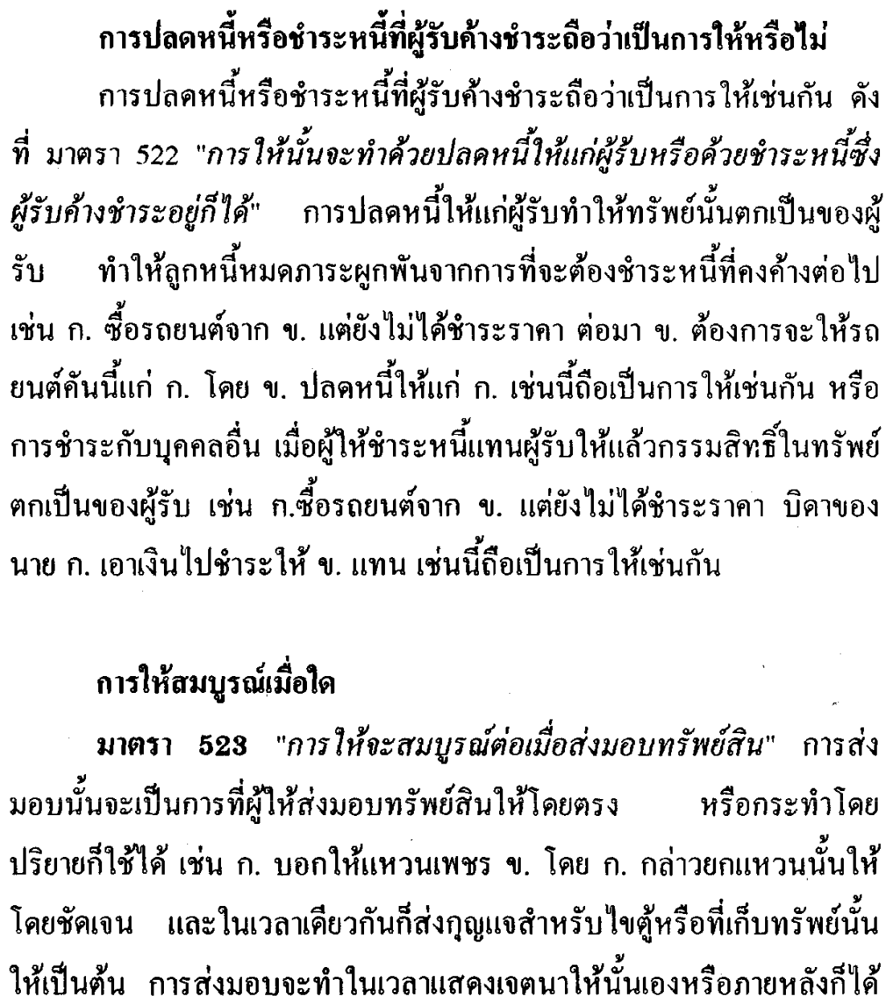 การปลดหนี้หรือชำระหนี้ที่ผู้รับค้างชำระถือว่าเป็นการให้หรือไม่
การปลดหนี้หรือชำระหนี้ที่ผู้รับค้างชำระถือว่าเป็นการให้เช่นกัน ดัง
ที่ มาตรา 522 "การให้นั้นจะทำด้วยปลดหนี้ให้แก่ผู้รับหรือด้วยชำระหนี้ซึ่ง
ผู้รับค้างชำระอยู่ก็ได้" การปลดหนี้ให้แก่ผู้รับทำให้ทรัพย์นั้นตกเป็นของผู้
รับ ทำให้ลูกหนี้หมดภาระผูกพันจากการที่จะต้องชำระหนี้ที่คงค้างต่อไป
เช่น ก. ซื้อรถยนต์จาก ข. แต่ยังไม่ได้ชำระราคา ต่อมา ข. ต้องการจะให้รถ
ยนต์คันนี้แก่ ก. โดย ข. ปลดหนี้ให้แก่ ก. เช่นนี้ถือเป็นการให้เช่นกัน หรือ
การชำระกับบุคคลอื่น เมื่อผู้ให้ชำระหนี้แทนผู้รับให้แล้วกรรมสิทธิ์ในทรัพย์
ตกเป็นของผู้รับ เช่น ก.ซื้อรถยนต์จาก ข. แต่ยังไม่ได้ชำระราคา บิดาของ
นาย ก. เอาเงินไปชำระให้ ข. แทน เช่นนี้ถือเป็นการให้เช่นกัน
การให้สมบูรณ์เมื่อใด
มาตรา 523 "การให้จะสมบูรณ์ต่อเมื่อส่งมอบทรัพย์สิน" การส่ง
มอบนั้นจะเป็นการที่ผู้ให้ส่งมอบทรัพย์สินให้โดยตรง หรือกระทำโดย
ปริยายก็ใช้ได้ เช่น ก. บอกให้แหวนเพชร ข. โดย ก. กล่าวยกแหวนนั้นให้
โดยชัดเจน และในเวลาเดียวกันก็ส่งกุญแจสำหรับไขตู้หรือที่เก็บทรัพย์นั้น
ให้เป็นต้น การส่งมอบจะทำในเวลาแสดงเจตนาให้นั้นเองหรือภายหลังก็ได้